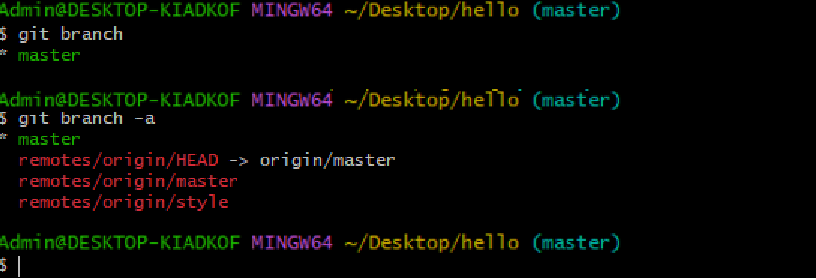 Admin@DESKTOP-KIADKOF MINGW64 ~/Desktop/hello (master)
$ git branch
* master
Admin@DESKTOP-KIADKOF MINGW64 ~/Desktop/hello (master)
$ git branch -a
* master
remotes/origin/HEAD -> origin/master
remotes/origin/master
remotes/origin/style
Admin@DESKTOP-KIADKOF MINGW64 ~/Desktop/hello (master)
$